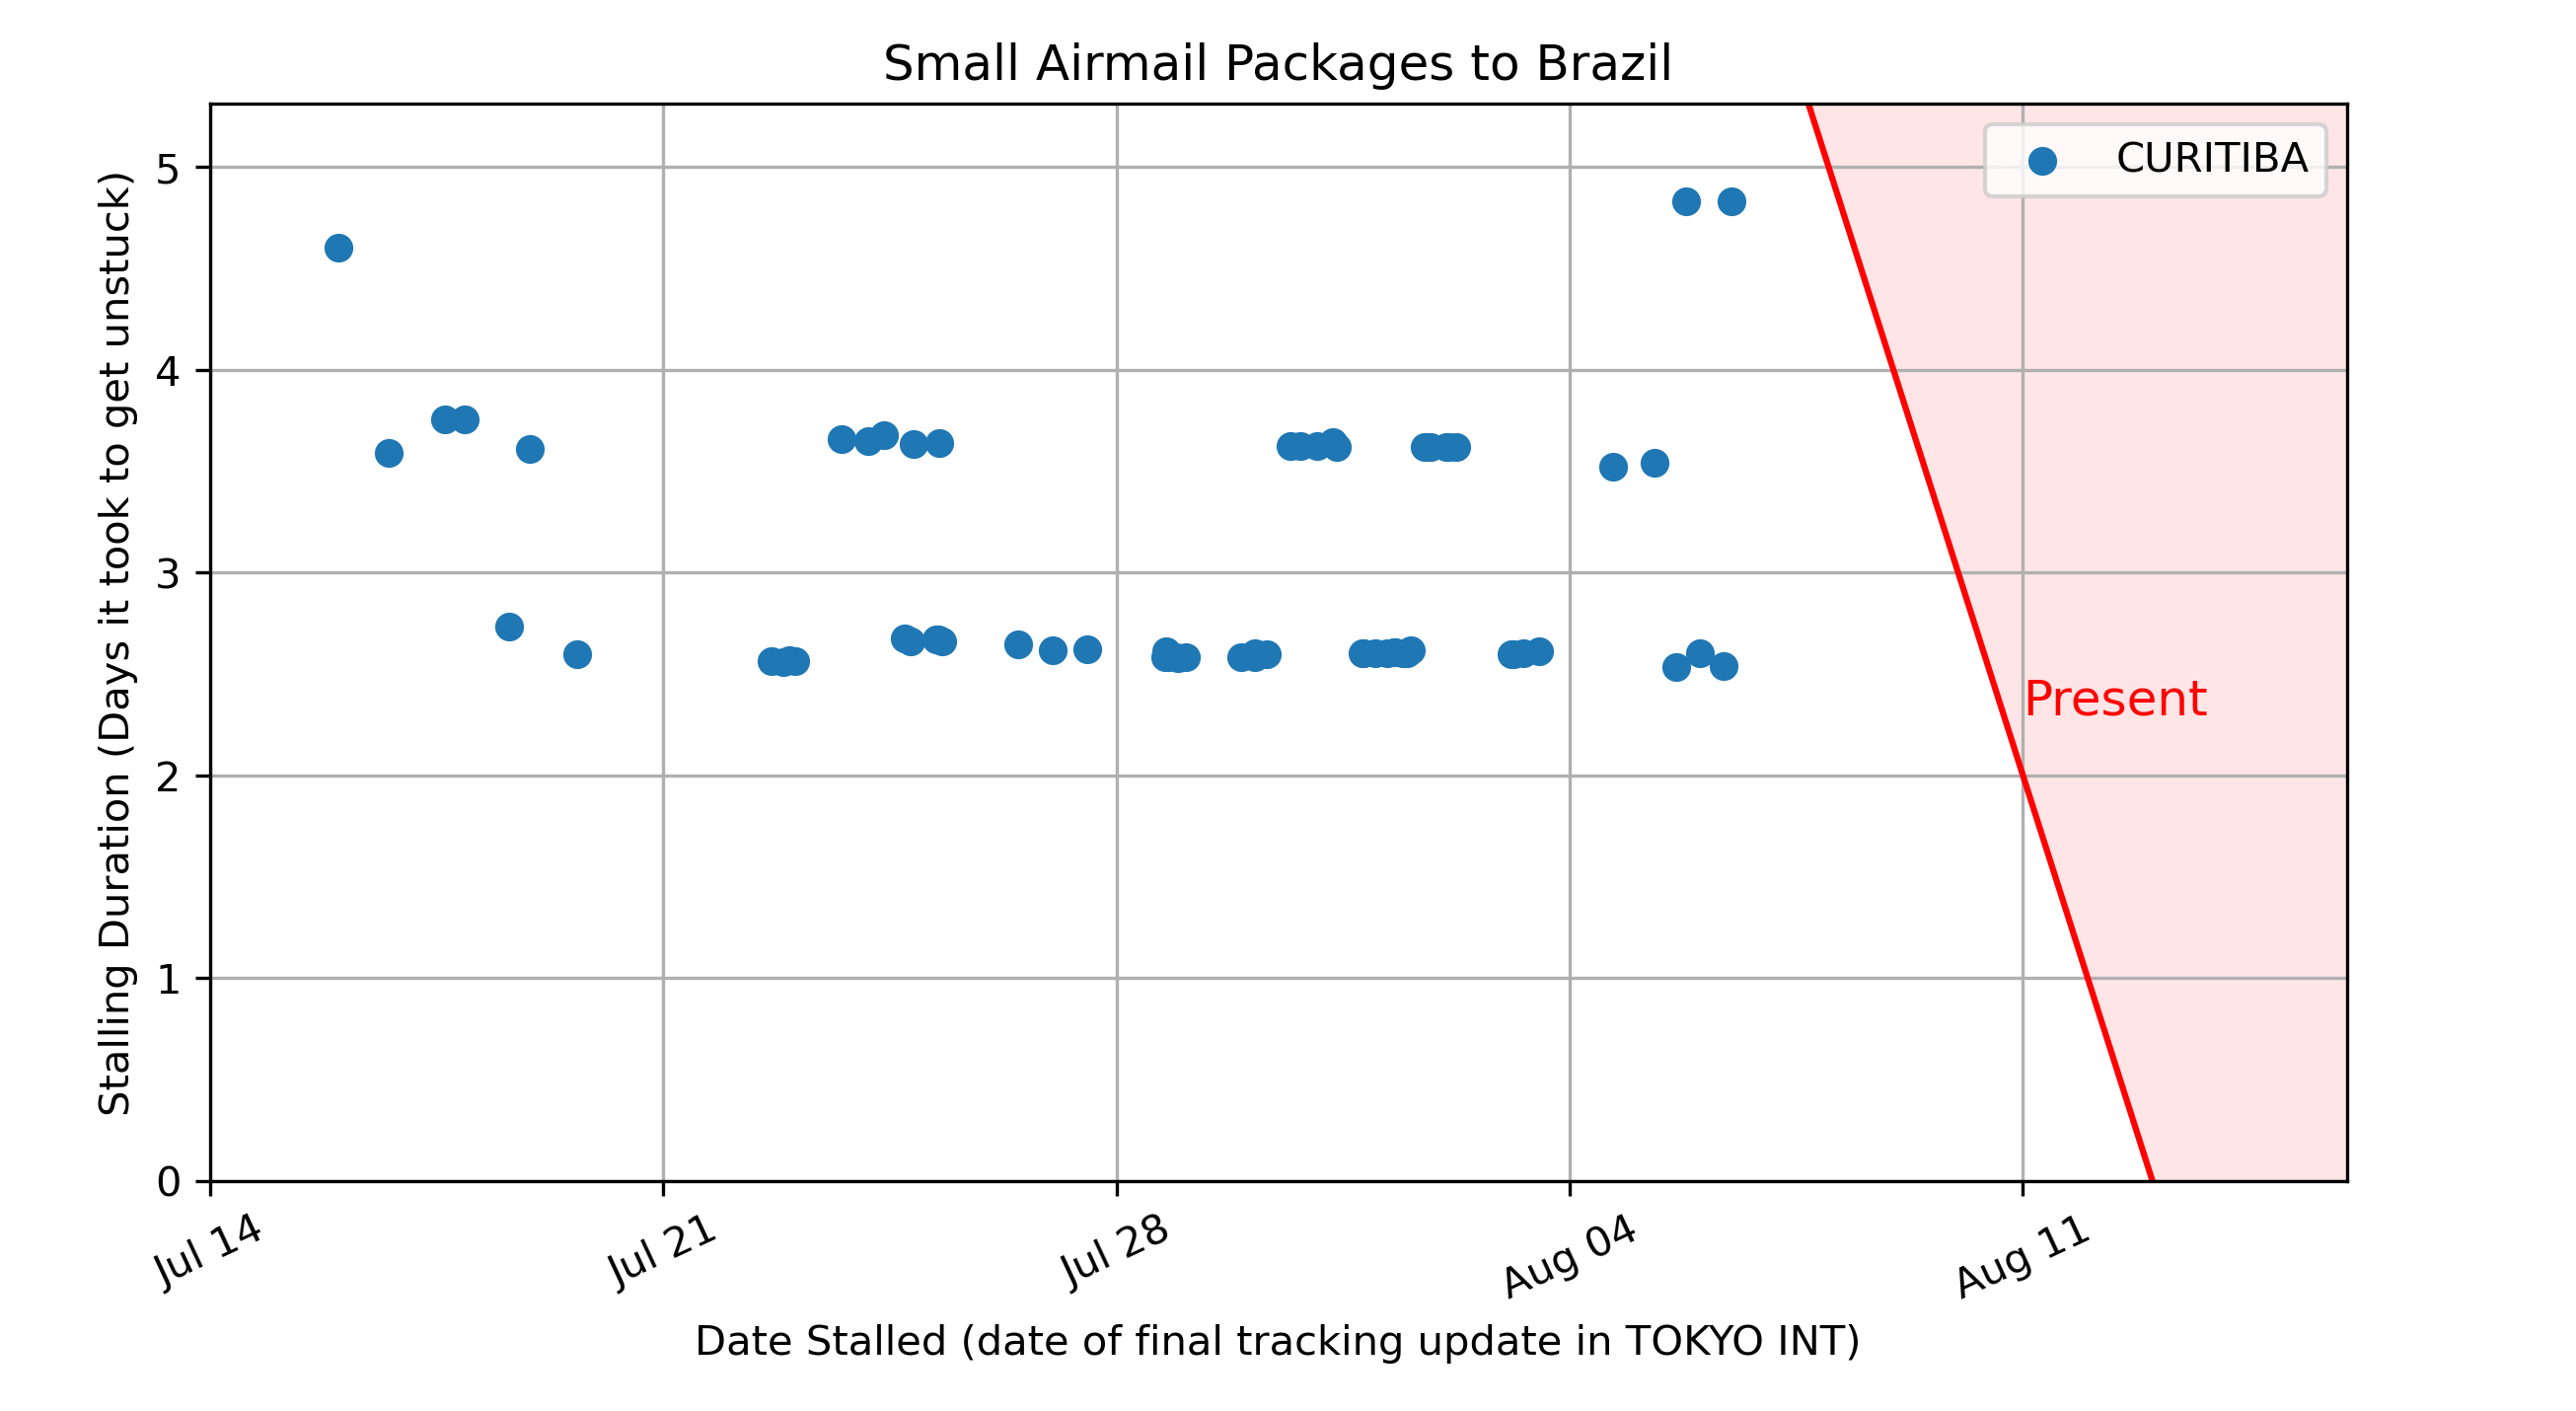 Small Airmail Packages to Brazil
CURITIBA
Stalling Duration (Days it took to get unstuck)
5
4
3
2
1
0
Present
Jul 14
Jul 21
Jul 28
Aug 04
Aug 11
Date Stalled (date of final tracking update in TOKYO INT)